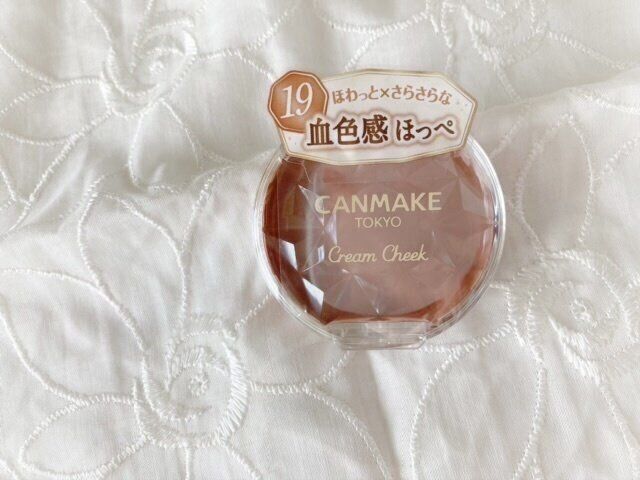 19
ほわっと×さらさらな
血色感 ほっぺ
CANMAKE
TOKYO
Cream Cheek